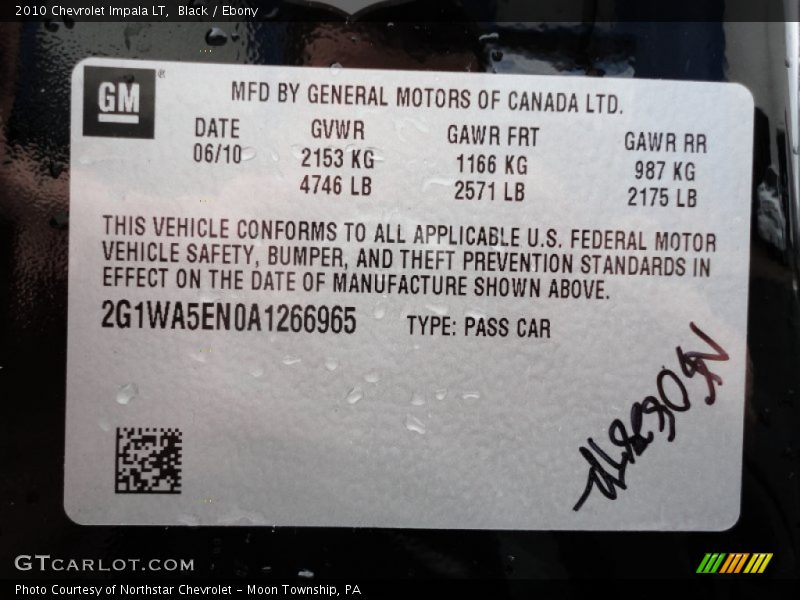 2010 Chevrolet Impala LT, Black / Ebony
GM ®
MFD BY GENERAL MOTORS OF CANADA LTD.
DATE GVWR GAWR FRT GAWR RR
06/10 2153 KG 1166 KG 987 KG
4746 LB 2571 LB 2175 LB
THIS VEHICLE CONFORMS TO ALL APPLICABLE U.S. FEDERAL MOTOR
VEHICLE SAFETY, BUMPER, AND THEFT PREVENTION STANDARDS IN
EFFECT ON THE DATE OF MANUFACTURE SHOWN ABOVE.
2G1WA5EN0A1266965 TYPE: PASS CAR
GTcarlot.com
Photo Courtesy of Northstar Chevrolet - Moon Township, PA